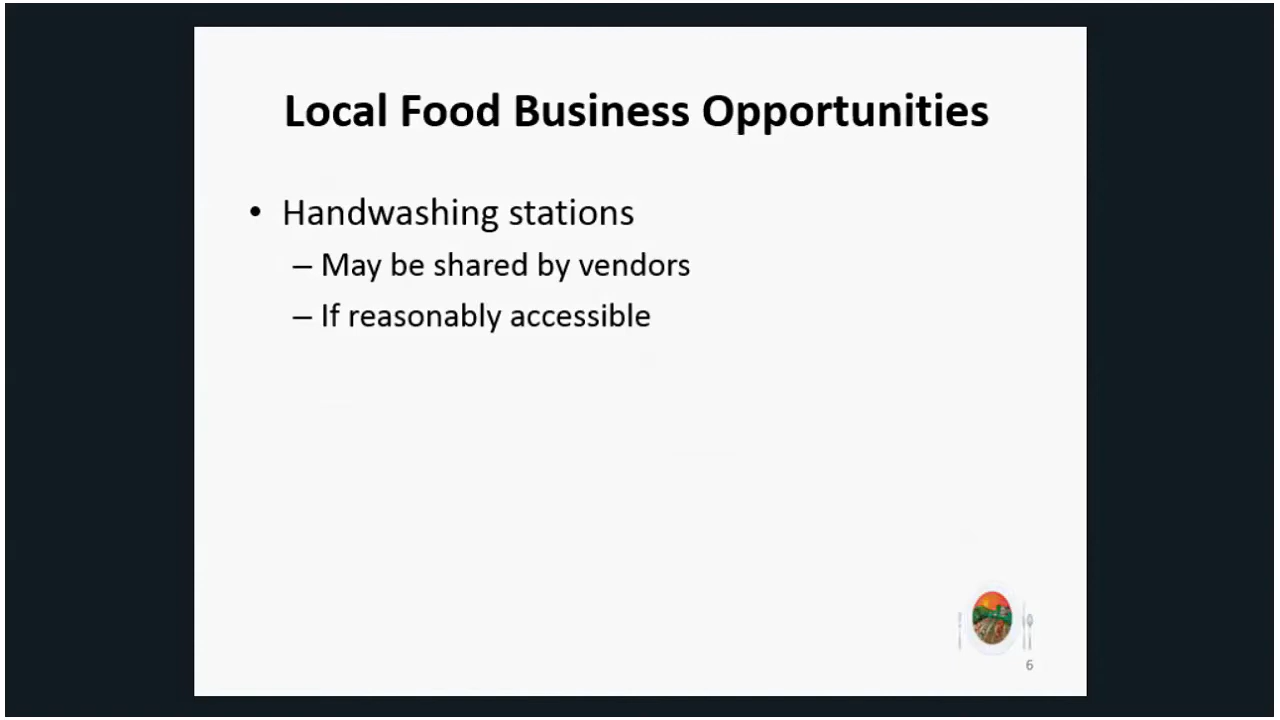 Local Food Business Opportunities
• Handwashing stations
– May be shared by vendors
– If reasonably accessible
6